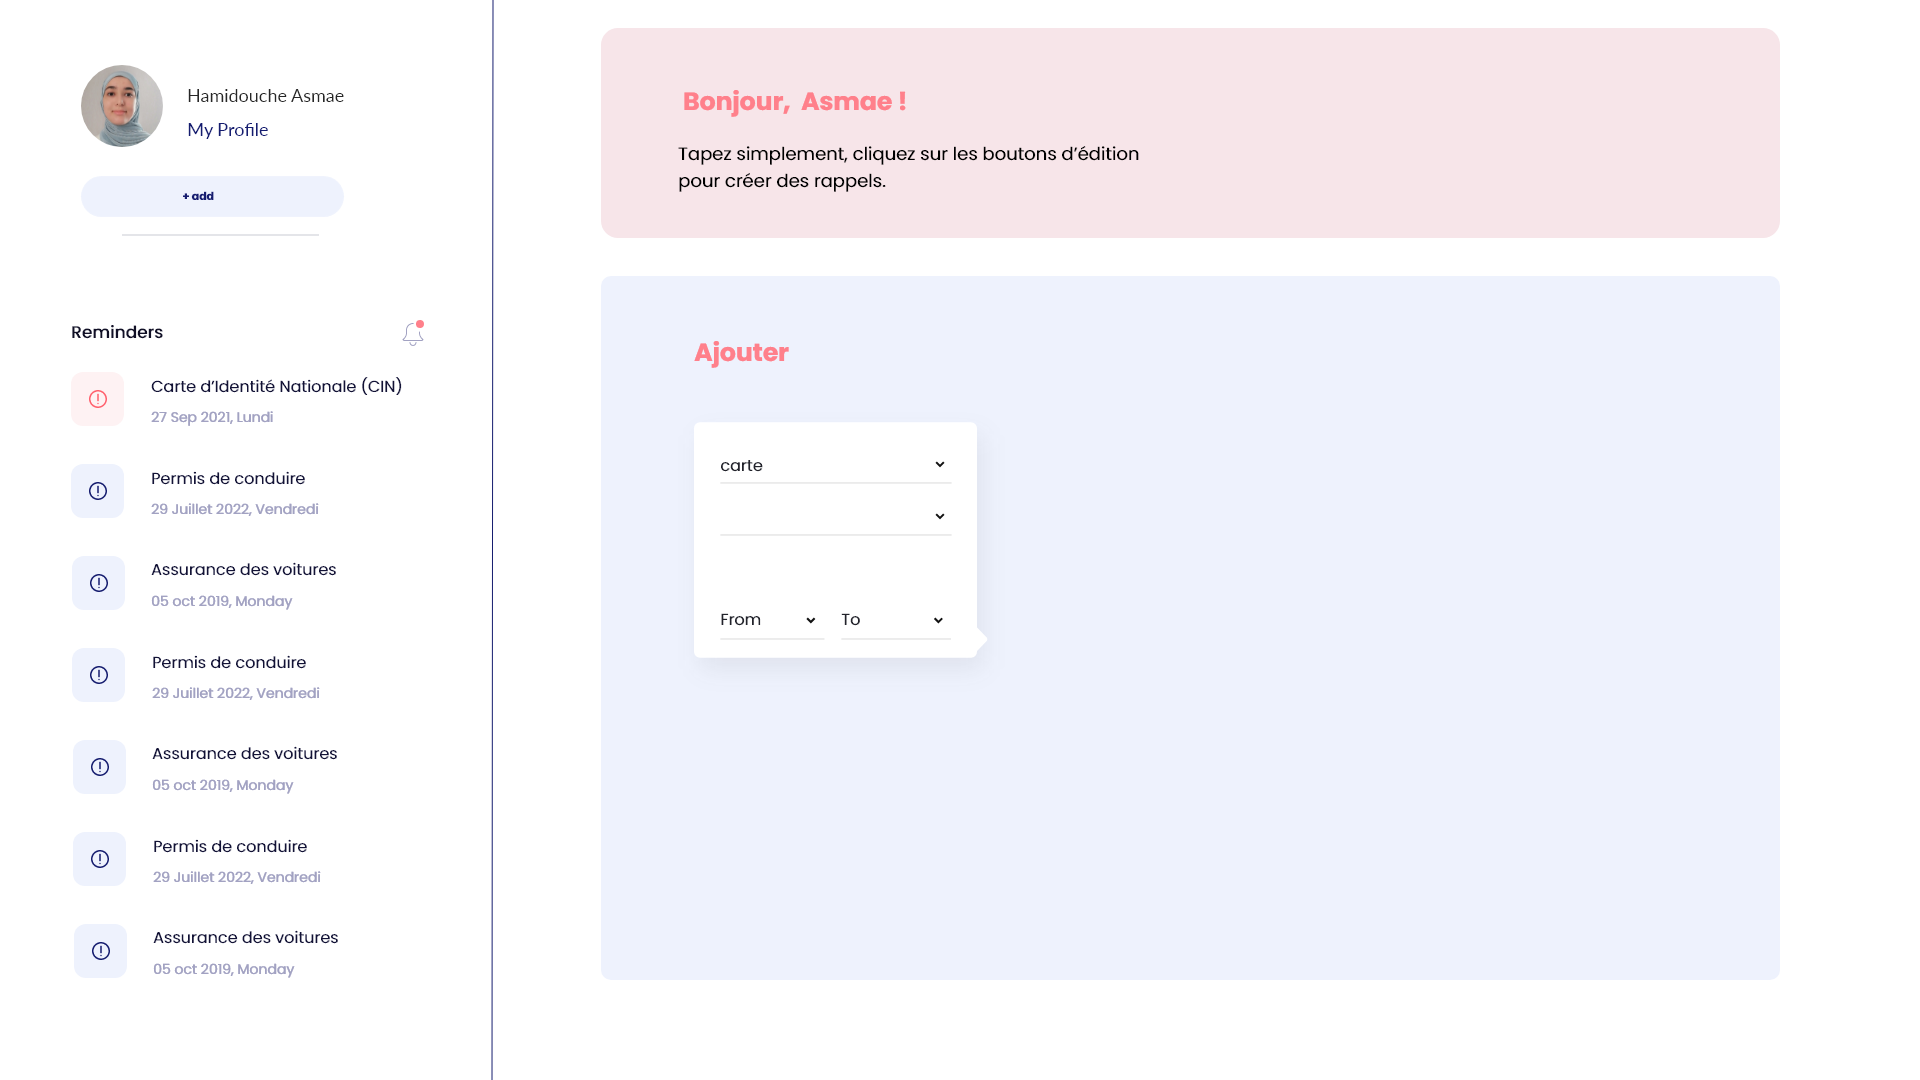 Hamidouche Asmae
My Profile
+ add
Reminders
Carte d’Identité Nationale (CIN)
27 Sep 2021, Lundi
Permis de conduire
29 Juillet 2022, Vendredi
Assurance des voitures
05 oct 2019, Monday
Permis de conduire
29 Juillet 2022, Vendredi
Assurance des voitures
05 oct 2019, Monday
Permis de conduire
29 Juillet 2022, Vendredi
Assurance des voitures
05 oct 2019, Monday
Bonjour, Asmae !
Tapez simplement, cliquez sur les boutons d’édition
pour créer des rappels.
Ajouter
carte
From To